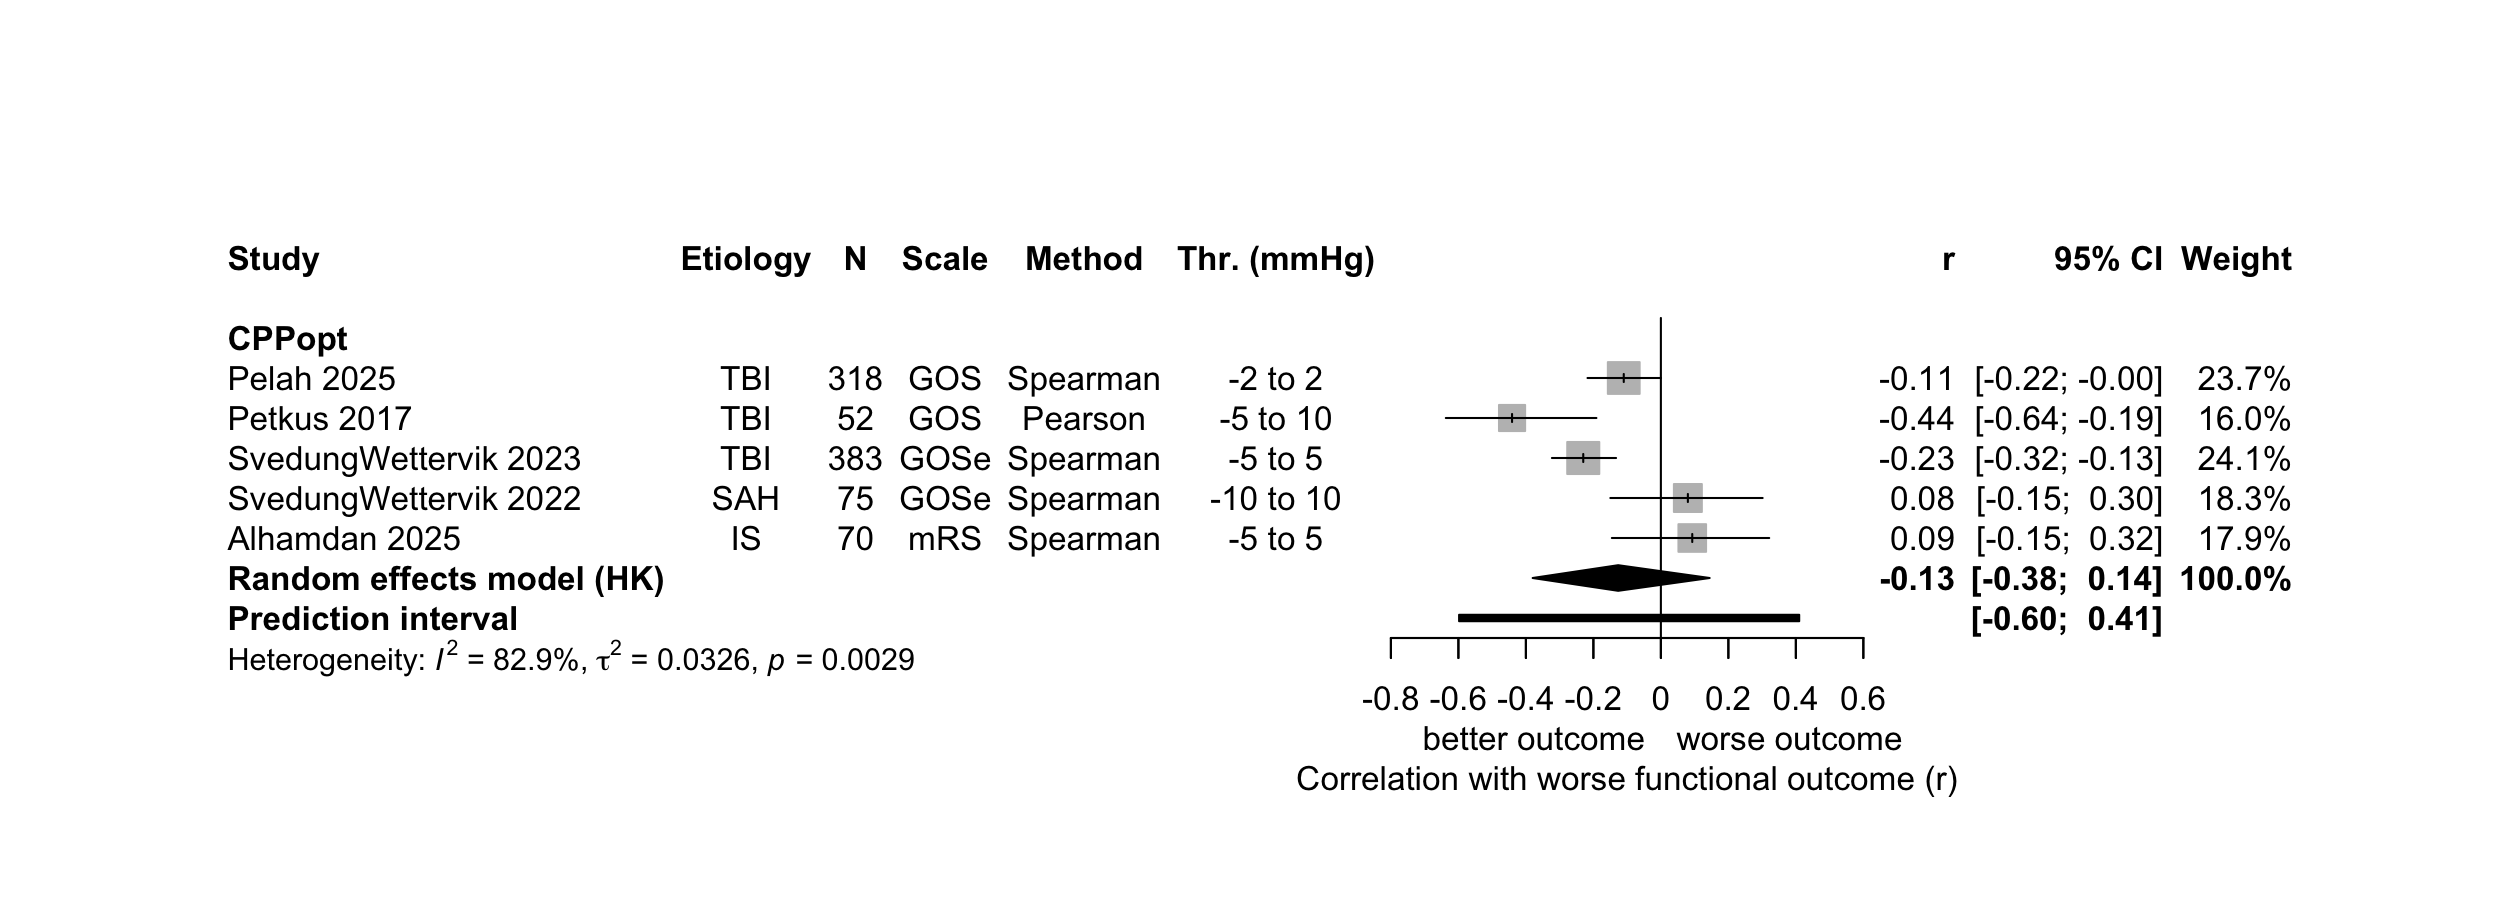 Study Etiology N Scale Method Thr. (mmHg) r 95% CI Weight
CPPopt
Pelah 2025 TBI 318 GOS Spearman -2 to 2 -0.11 [-0.22; -0.00] 23.7%
Petkus 2017 TBI 52 GOS Pearson -5 to 10 -0.44 [-0.64; -0.19] 16.0%
SvedungWettervik 2023 TBI 383 GOSe Spearman -5 to 5 -0.23 [-0.32; -0.13] 24.1%
SvedungWettervik 2022 SAH 75 GOSe Spearman -10 to 10 0.08 [-0.15; 0.30] 18.3%
Alhamdan 2025 IS 70 mRS Spearman -5 to 5 0.09 [-0.15; 0.32] 17.9%
Random effects model (HK) -0.13 [-0.38; 0.14] 100.0%
Prediction interval [-0.60; 0.41]
Heterogeneity: I² = 82.9%, τ² = 0.0326, p = 0.0029
-0.8 -0.6 -0.4 -0.2 0 0.2 0.4 0.6
better outcome worse outcome
Correlation with worse functional outcome (r)